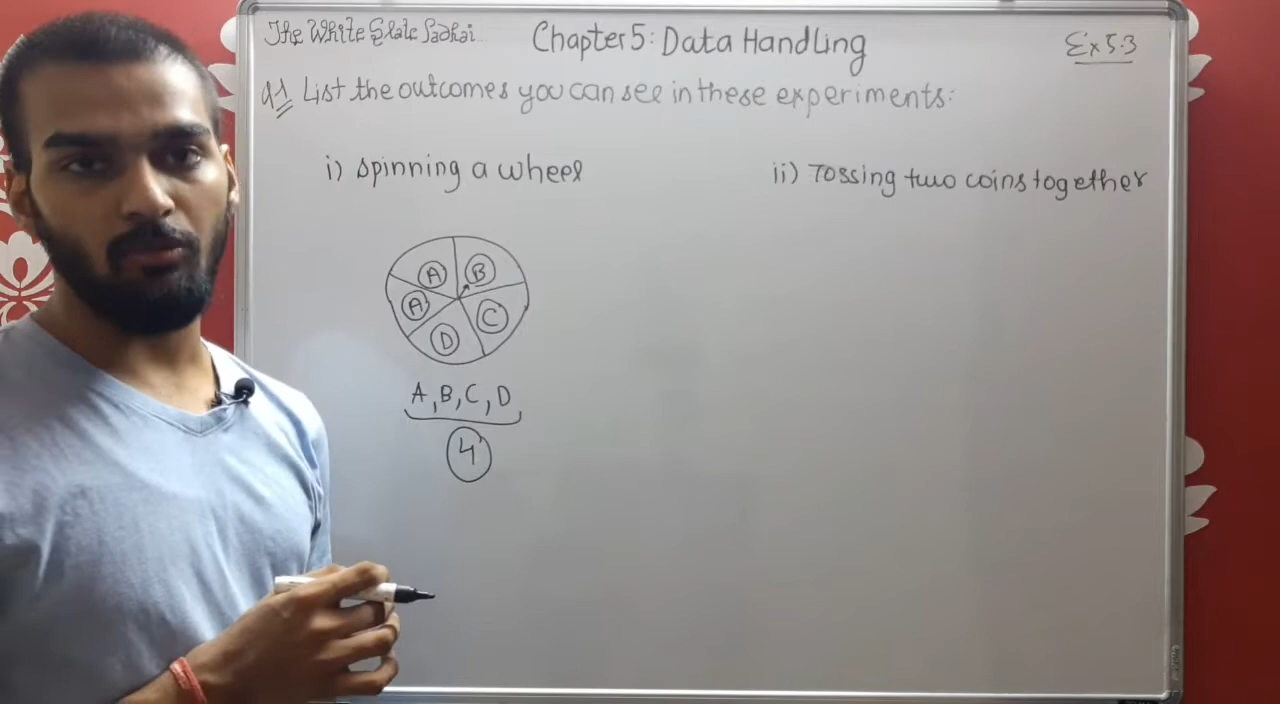 The White Slate Padhai...
Chapter 5: Data Handling
Ex 5.3
Q1 List the outcomes you can see in these experiments:
i) Spinning a wheel
ii) Tossing two coins together
A B
A C
D
A, B, C, D
4